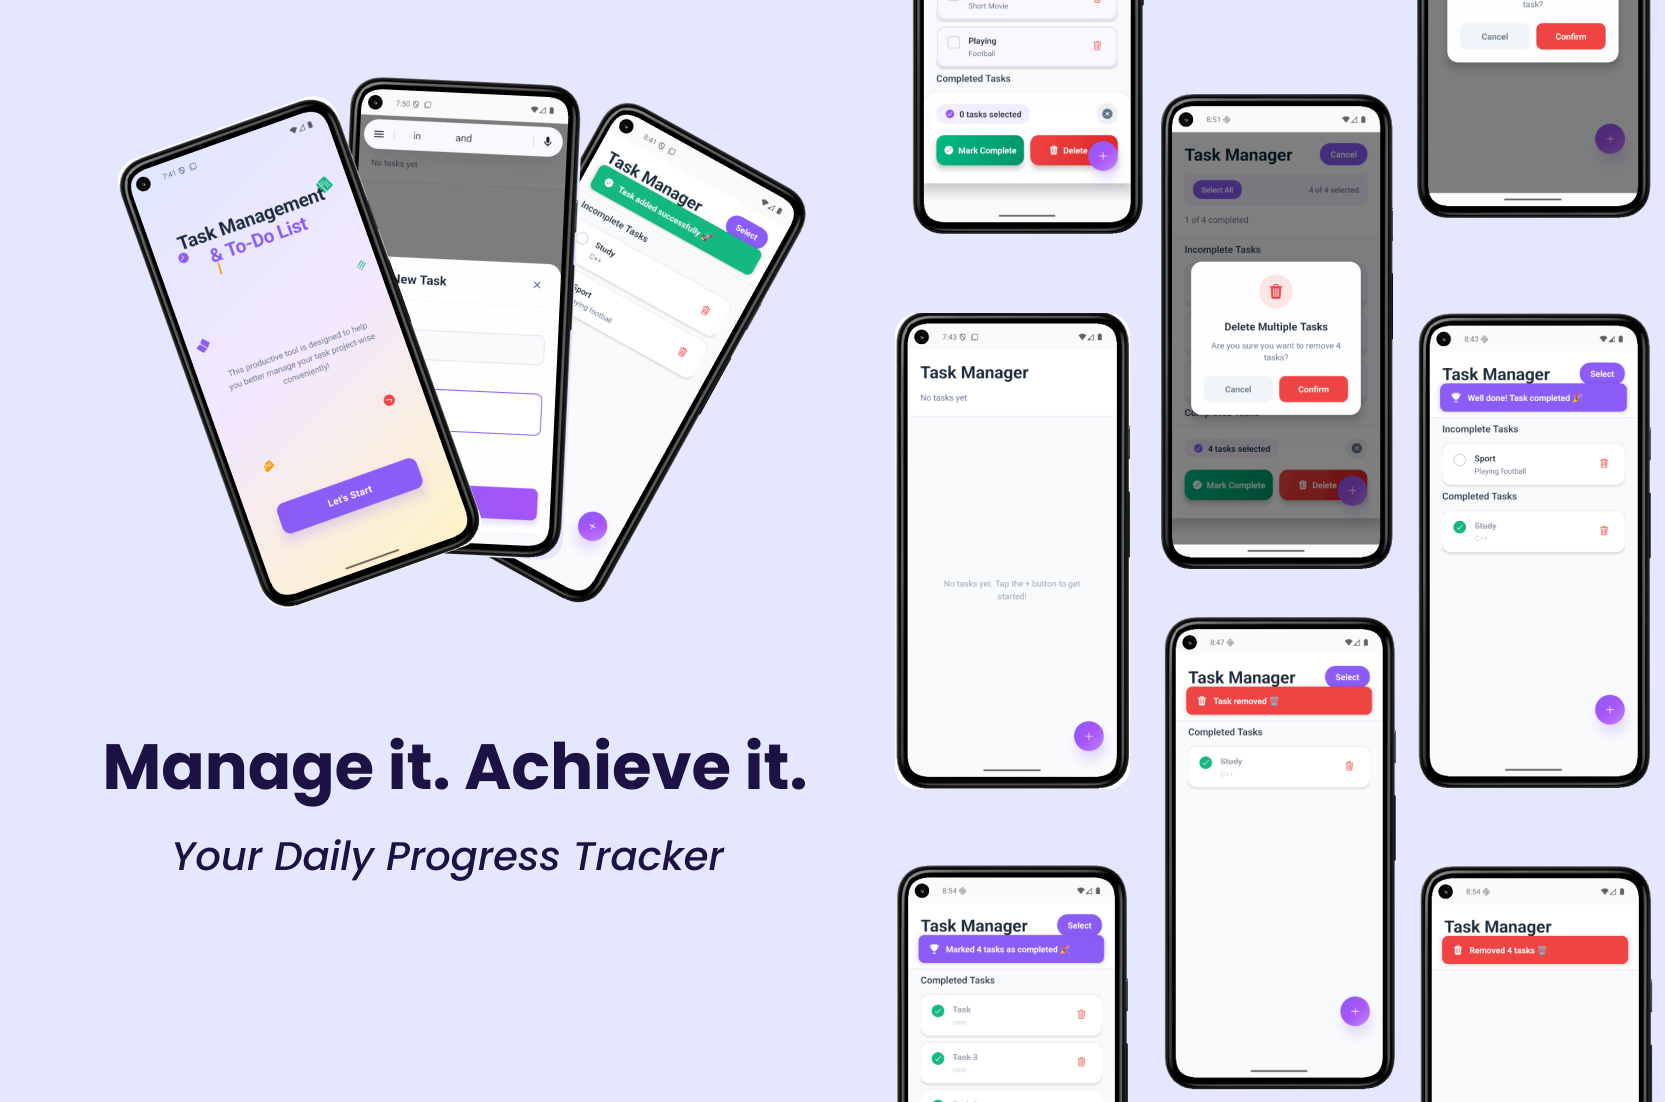 7:41
Task Management
& To-Do List
This productive tool is designed to help
you better manage your task project-wise
conveniently!
Let's Start
7:50
in and
No tasks yet
New Task
8:41
Task Manager
Task added successfully 🚀
Select
Incomplete Tasks
Study
C++
Sport
Playing football
Manage it. Achieve it.
Your Daily Progress Tracker
Short Movie
Playing
Football
Completed Tasks
0 tasks selected
Mark Complete
Delete
7:43
Task Manager
No tasks yet
No tasks yet. Tap the + button to get
started!
8:54
Task Manager
Select
Marked 4 tasks as completed 🎉
Completed Tasks
Task
new
Task 3
new
8:51
Task Manager
Cancel
Select All
4 of 4 selected
1 of 4 completed
Incomplete Tasks
Delete Multiple Tasks
Are you sure you want to remove 4
tasks?
Cancel
Confirm
Completed Tasks
4 tasks selected
Mark Complete
Delete
8:47
Task Manager
Select
Task removed 🗑️
Completed Tasks
Study
C++
task?
Cancel
Confirm
8:43
Task Manager
Select
Well done! Task completed 🎉
Incomplete Tasks
Sport
Playing football
Completed Tasks
Study
C++
8:54
Task Manager
Removed 4 tasks 🗑️